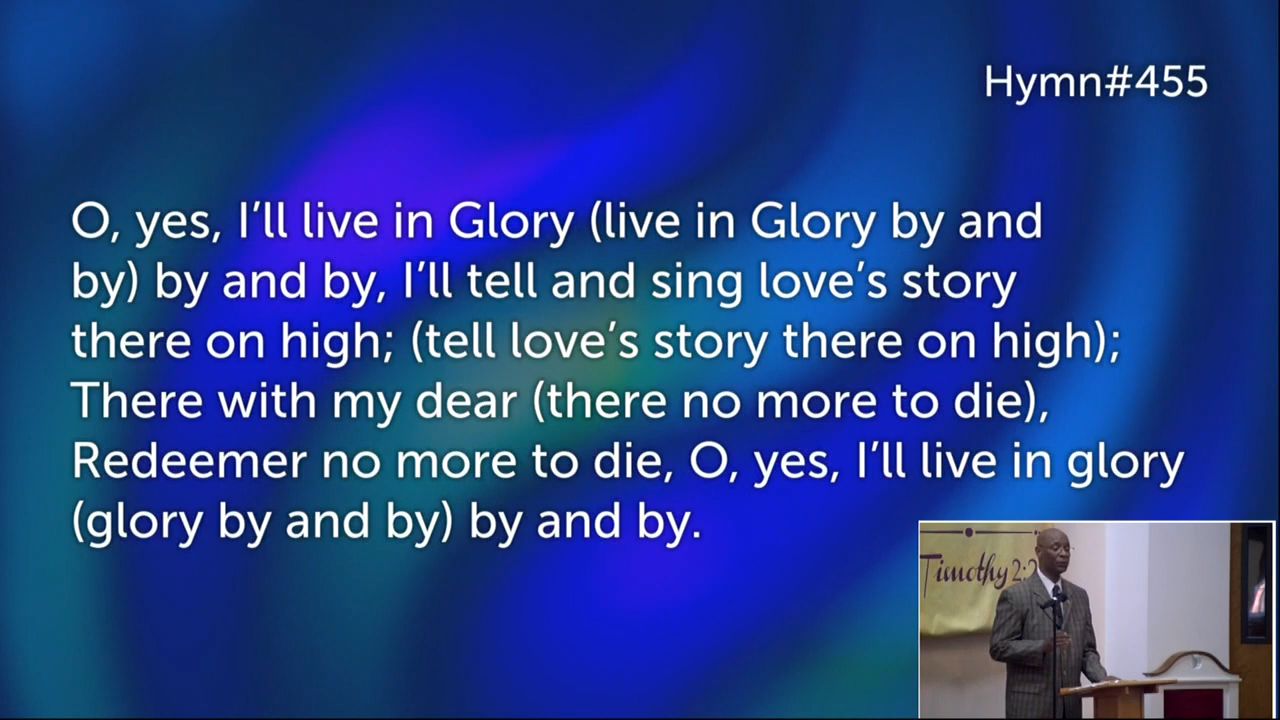 Hymn#455
O, yes, I’ll live in Glory (live in Glory by and
by) by and by, I’ll tell and sing love’s story
there on high; (tell love’s story there on high);
There with my dear (there no more to die),
Redeemer no more to die, O, yes, I’ll live in glory
(glory by and by) by and by.
Timothy 2:2